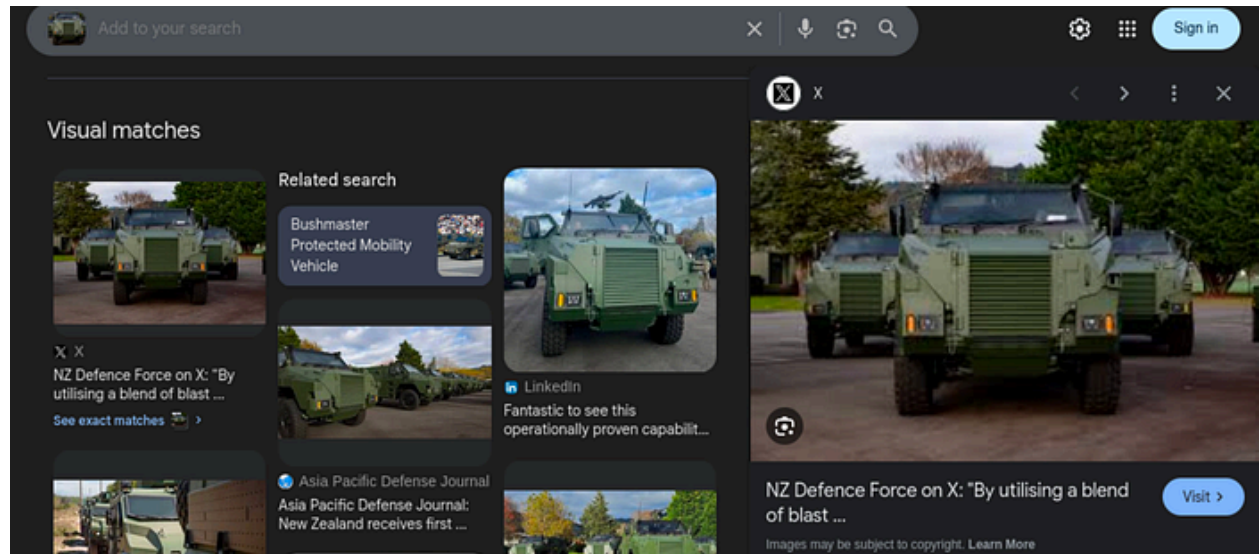 Add to your search
Sign in
Visual matches
X
NZ Defence Force on X: "By
utilising a blend of blast ...
See exact matches
Related search
Bushmaster
Protected Mobility
Vehicle
Asia Pacific Defense Journal
Asia Pacific Defense Journal:
New Zealand receives first ...
in LinkedIn
Fantastic to see this
operationally proven capabilit...
X
NZ Defence Force on X: "By utilising a blend
of blast ...
Visit
Images may be subject to copyright. Learn More